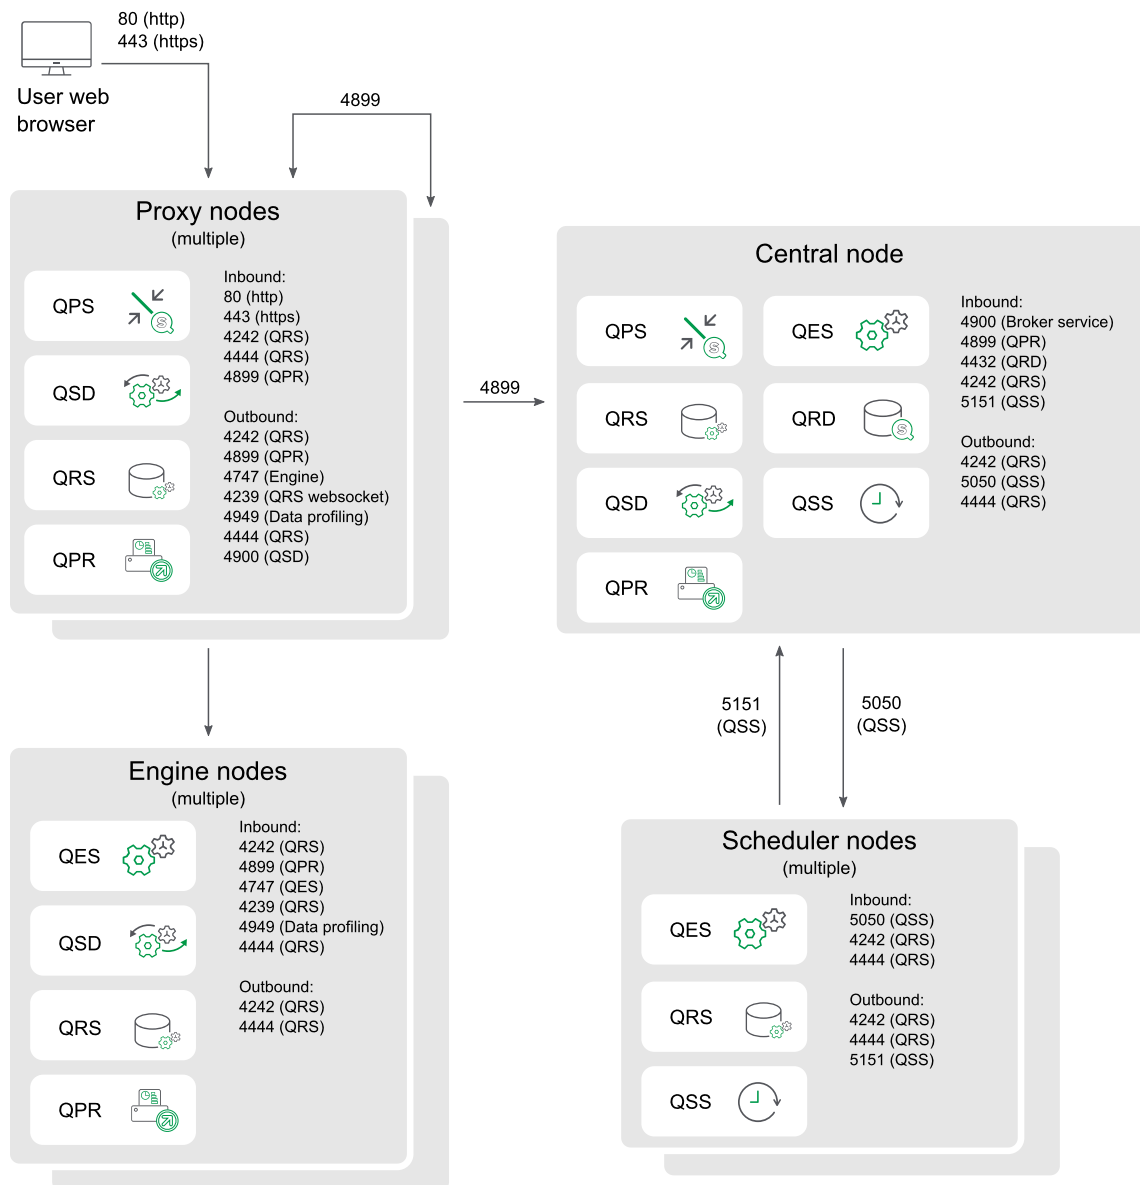 80 (http)
443 (https)
User web
browser
4899
Proxy nodes
(multiple)
QPS
QSD
QRS
QPR
Inbound:
80 (http)
443 (https)
4242 (QRS)
4444 (QRS)
4899 (QPR)
Outbound:
4242 (QRS)
4899 (QPR)
4747 (Engine)
4239 (QRS websocket)
4949 (Data profiling)
4444 (QRS)
4900 (QSD)
4899
Central node
QPS
QES
QRS
QRD
QSD
QSS
QPR
Inbound:
4900 (Broker service)
4899 (QPR)
4432 (QRD)
4242 (QRS)
5151 (QSS)
Outbound:
4242 (QRS)
5050 (QSS)
4444 (QRS)
5151
(QSS)
5050
(QSS)
Engine nodes
(multiple)
QES
QSD
QRS
QPR
Inbound:
4242 (QRS)
4899 (QPR)
4747 (QES)
4239 (QRS)
4949 (Data profiling)
4444 (QRS)
Outbound:
4242 (QRS)
4444 (QRS)
Scheduler nodes
(multiple)
QES
QRS
QSS
Inbound:
5050 (QSS)
4242 (QRS)
4444 (QRS)
Outbound:
4242 (QRS)
4444 (QRS)
5151 (QSS)